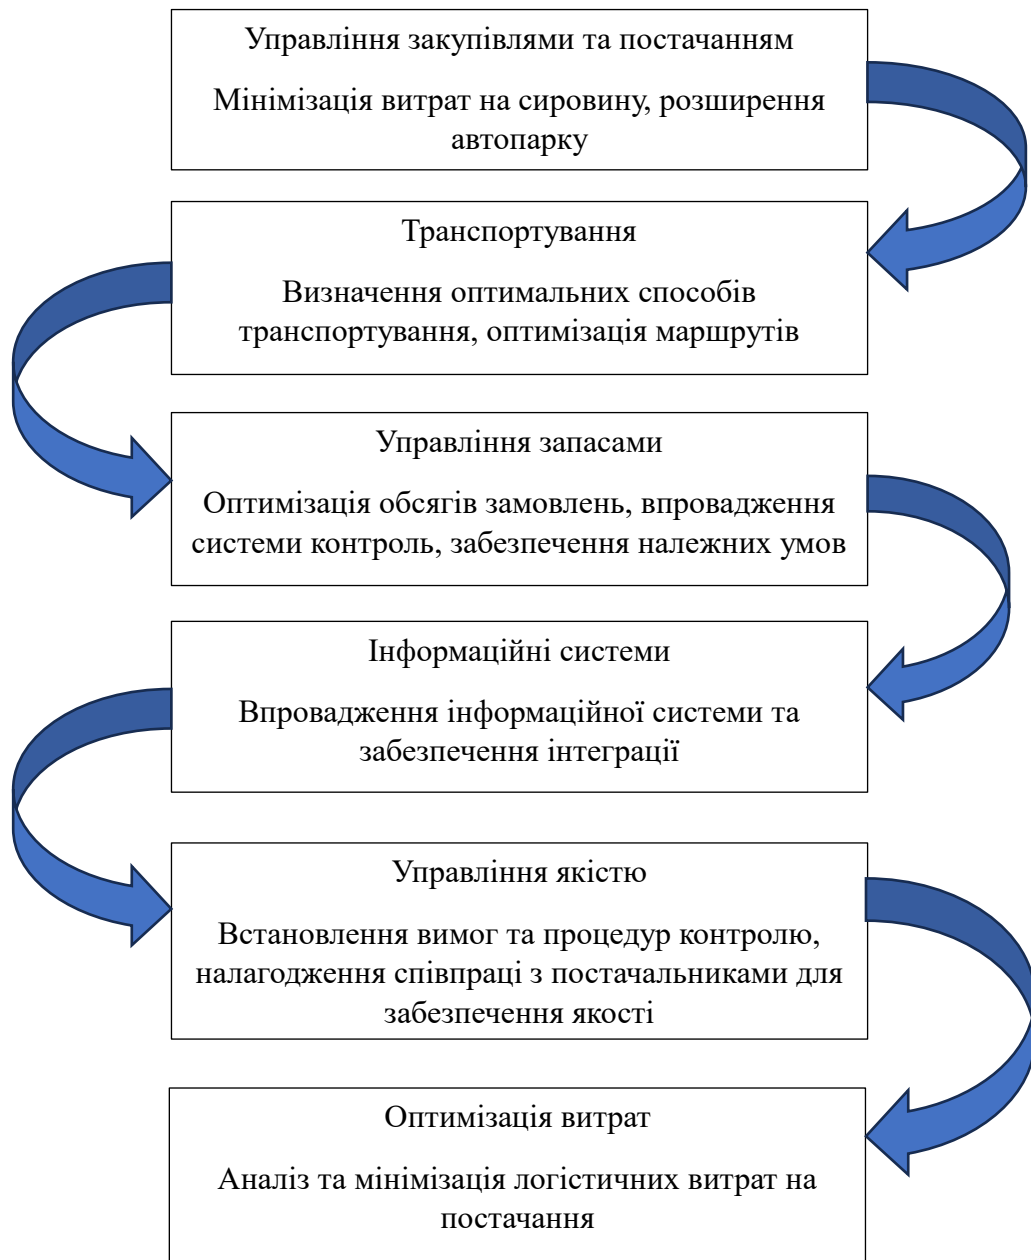 Управління закупівлями та постачанням
Мінімізація витрат на сировину, розширення
автопарку
Транспортування
Визначення оптимальних способів
транспортування, оптимізація маршрутів
Управління запасами
Оптимізація обсягів замовлень, впровадження
системи контроль, забезпечення належних умов
Інформаційні системи
Впровадження інформаційної системи та
забезпечення інтеграції
Управління якістю
Встановлення вимог та процедур контролю,
налагодження співпраці з постачальниками для
забезпечення якості
Оптимізація витрат
Аналіз та мінімізація логістичних витрат на
постачання